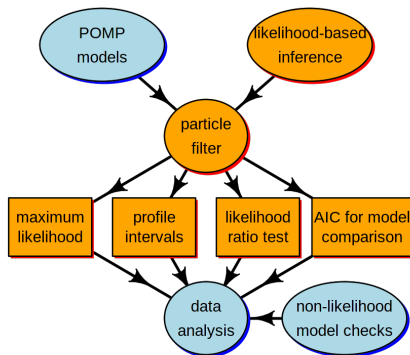 POMP
models
likelihood-based
inference
particle
filter
maximum
likelihood
profile
intervals
likelihood
ratio test
AIC for model
comparison
data
analysis
non-likelihood
model checks